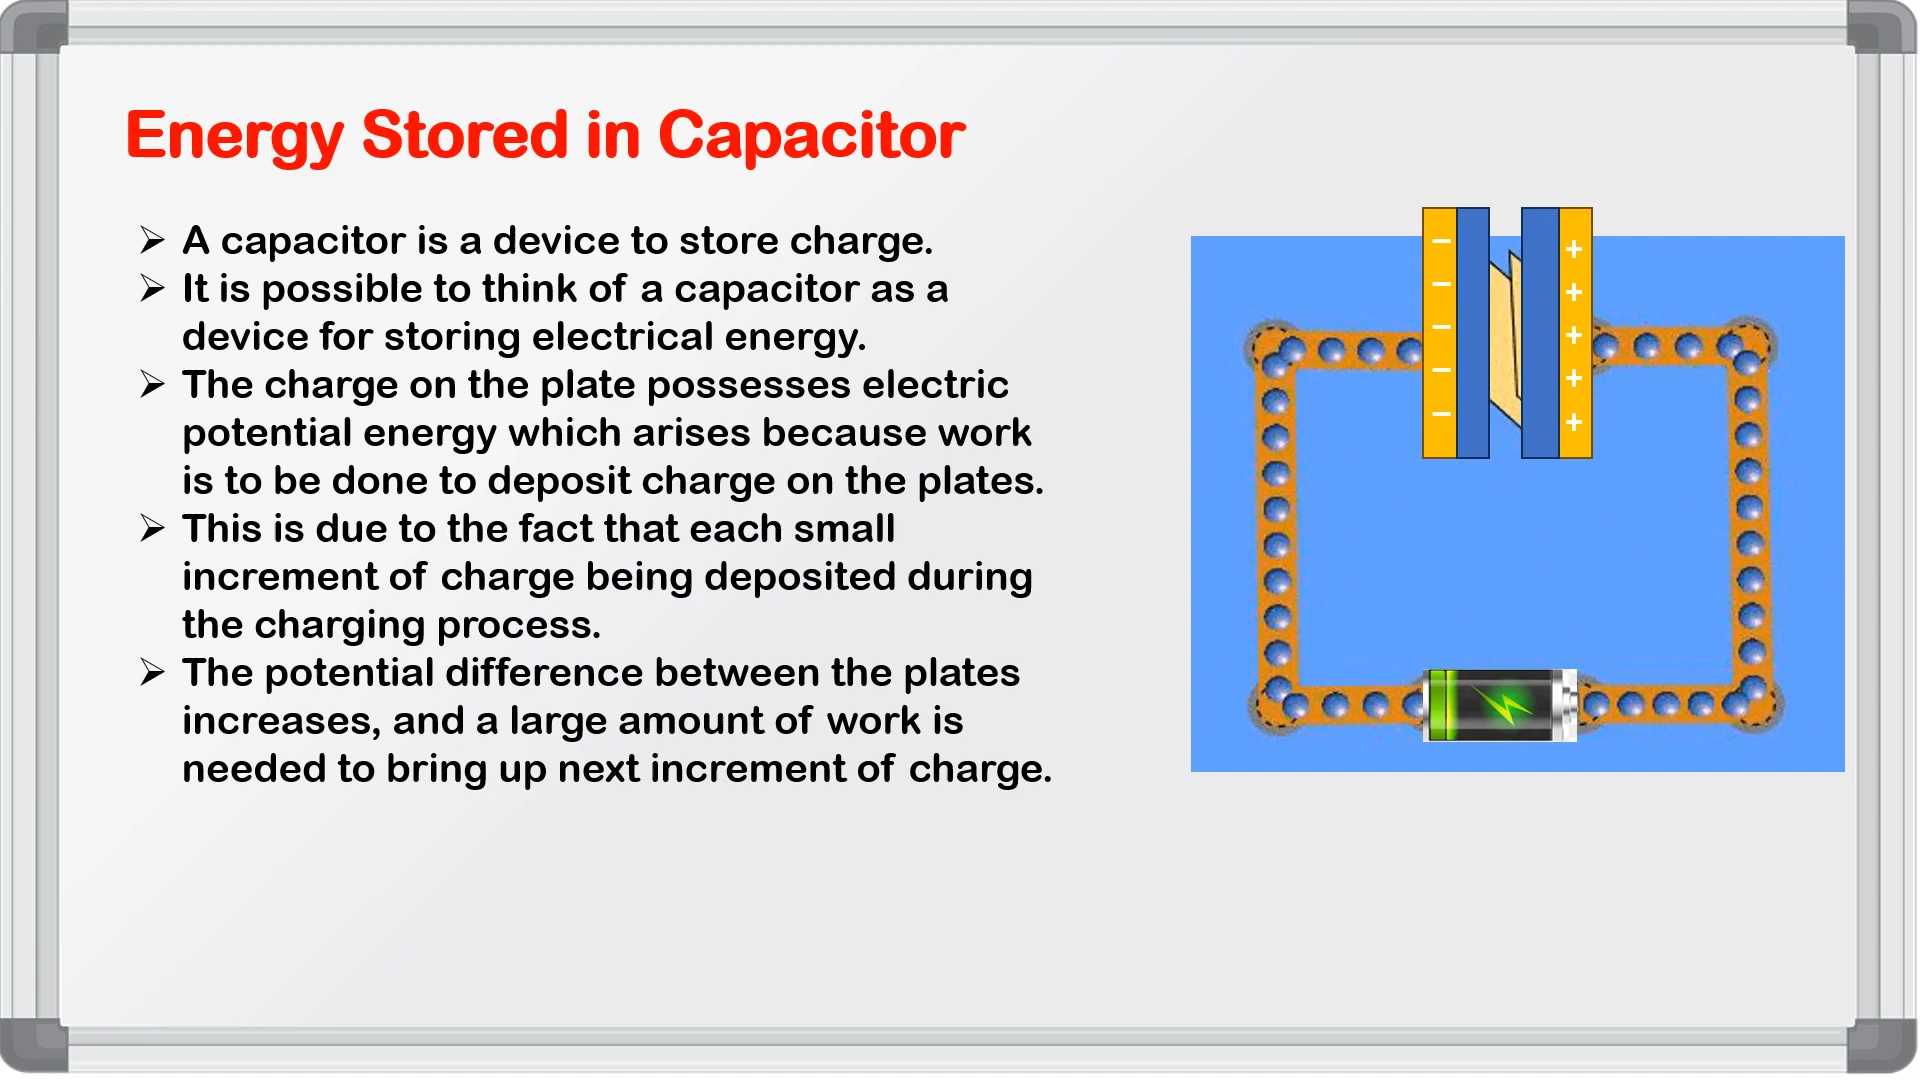 Energy Stored in Capacitor
➢ A capacitor is a device to store charge.
➢ It is possible to think of a capacitor as a
device for storing electrical energy.
➢ The charge on the plate possesses electric
potential energy which arises because work
is to be done to deposit charge on the plates.
➢ This is due to the fact that each small
increment of charge being deposited during
the charging process.
➢ The potential difference between the plates
increases, and a large amount of work is
needed to bring up next increment of charge.
− +
− +
− +
− +
− +